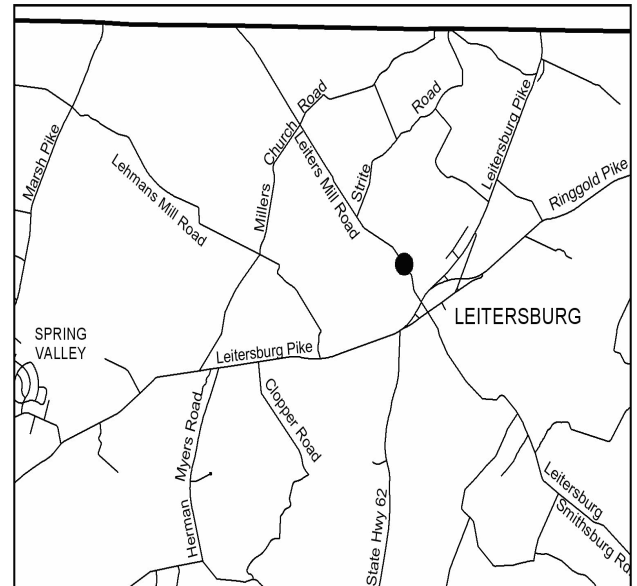 Church Road
Road
Leitersburg Pike
Marsh Pike
Leiters Mill Road
Strite
Lehmans Mill Road
Millers
Ringgold Pike
LEITERSBURG
SPRING
VALLEY
Leitersburg Pike
Clopper Road
Myers Road
Herman
State Hwy 62
Leitersburg
Smithsburg Ro